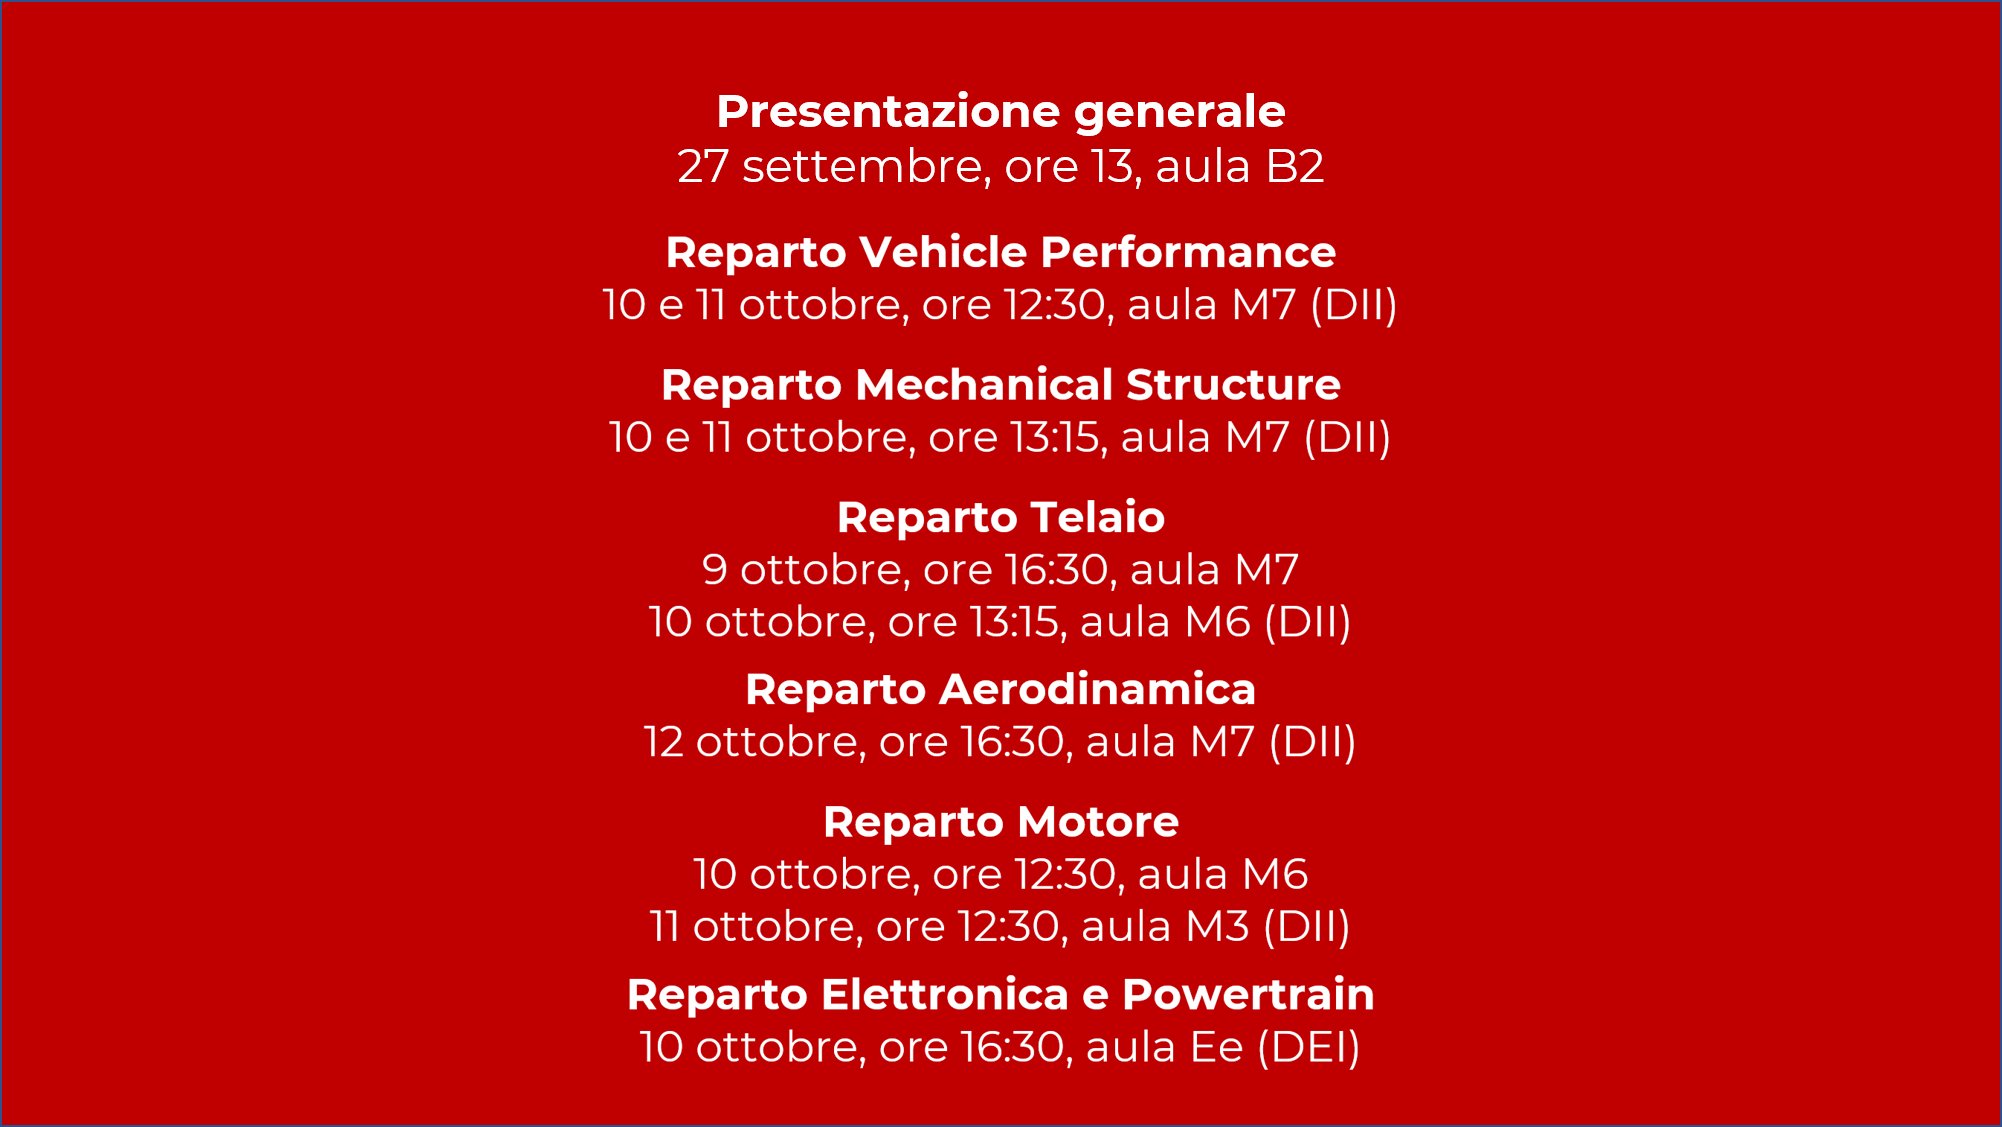 Presentazione generale
27 settembre, ore 13, aula B2
Reparto Vehicle Performance
10 e 11 ottobre, ore 12:30, aula M7 (DII)
Reparto Mechanical Structure
10 e 11 ottobre, ore 13:15, aula M7 (DII)
Reparto Telaio
9 ottobre, ore 16:30, aula M7
10 ottobre, ore 13:15, aula M6 (DII)
Reparto Aerodinamica
12 ottobre, ore 16:30, aula M7 (DII)
Reparto Motore
10 ottobre, ore 12:30, aula M6
11 ottobre, ore 12:30, aula M3 (DII)
Reparto Elettronica e Powertrain
10 ottobre, ore 16:30, aula Ee (DEI)